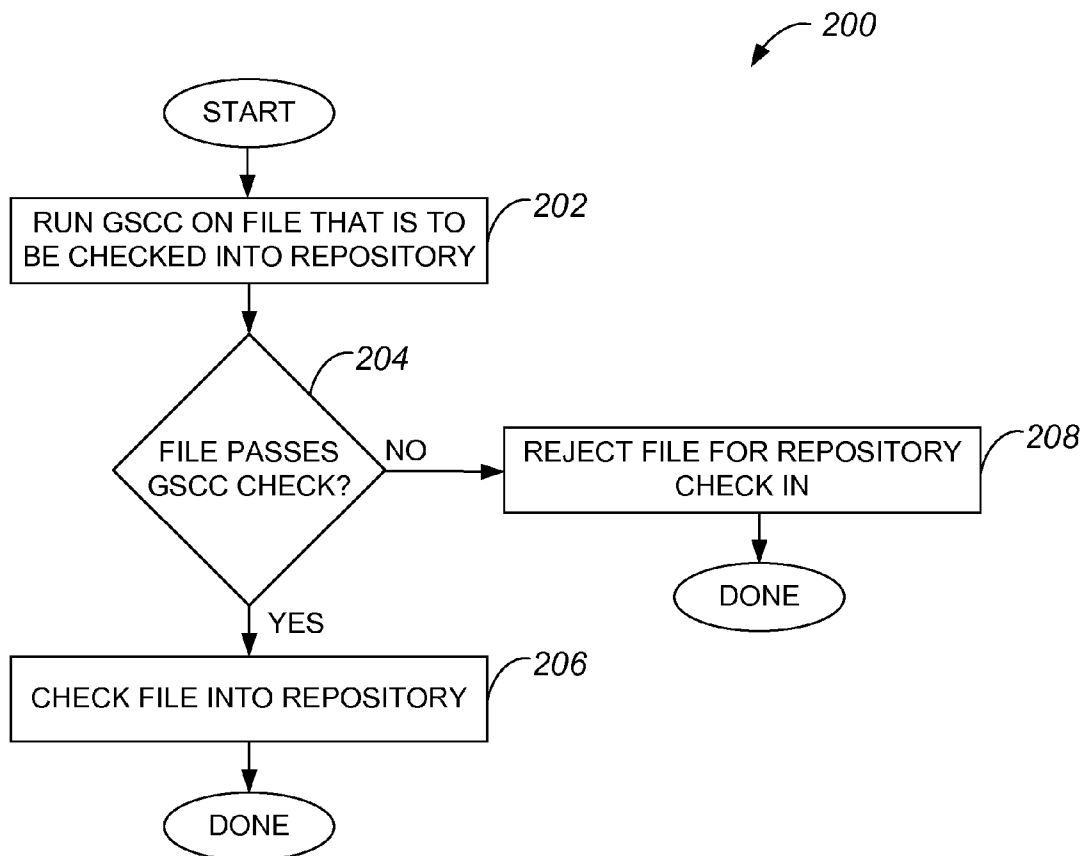 200
START
RUN GSCC ON FILE THAT IS TO
BE CHECKED INTO REPOSITORY
202
204
FILE PASSES
GSCC CHECK?
NO
REJECT FILE FOR REPOSITORY
CHECK IN
208
DONE
YES
CHECK FILE INTO REPOSITORY
206
DONE